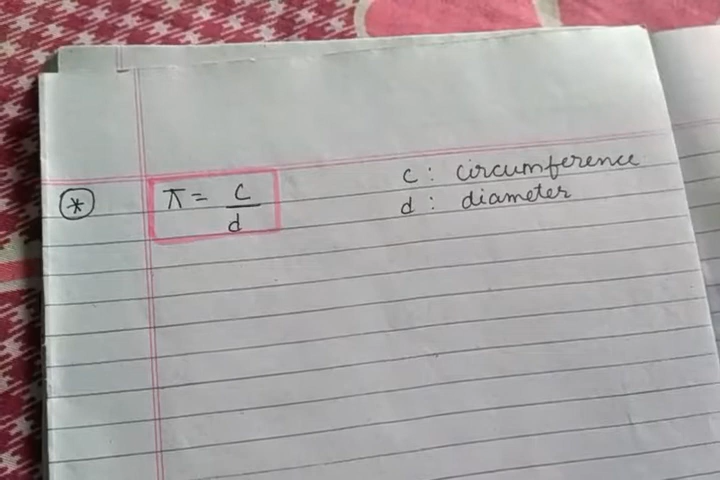 * π = c/d
c : circumference
d : diameter